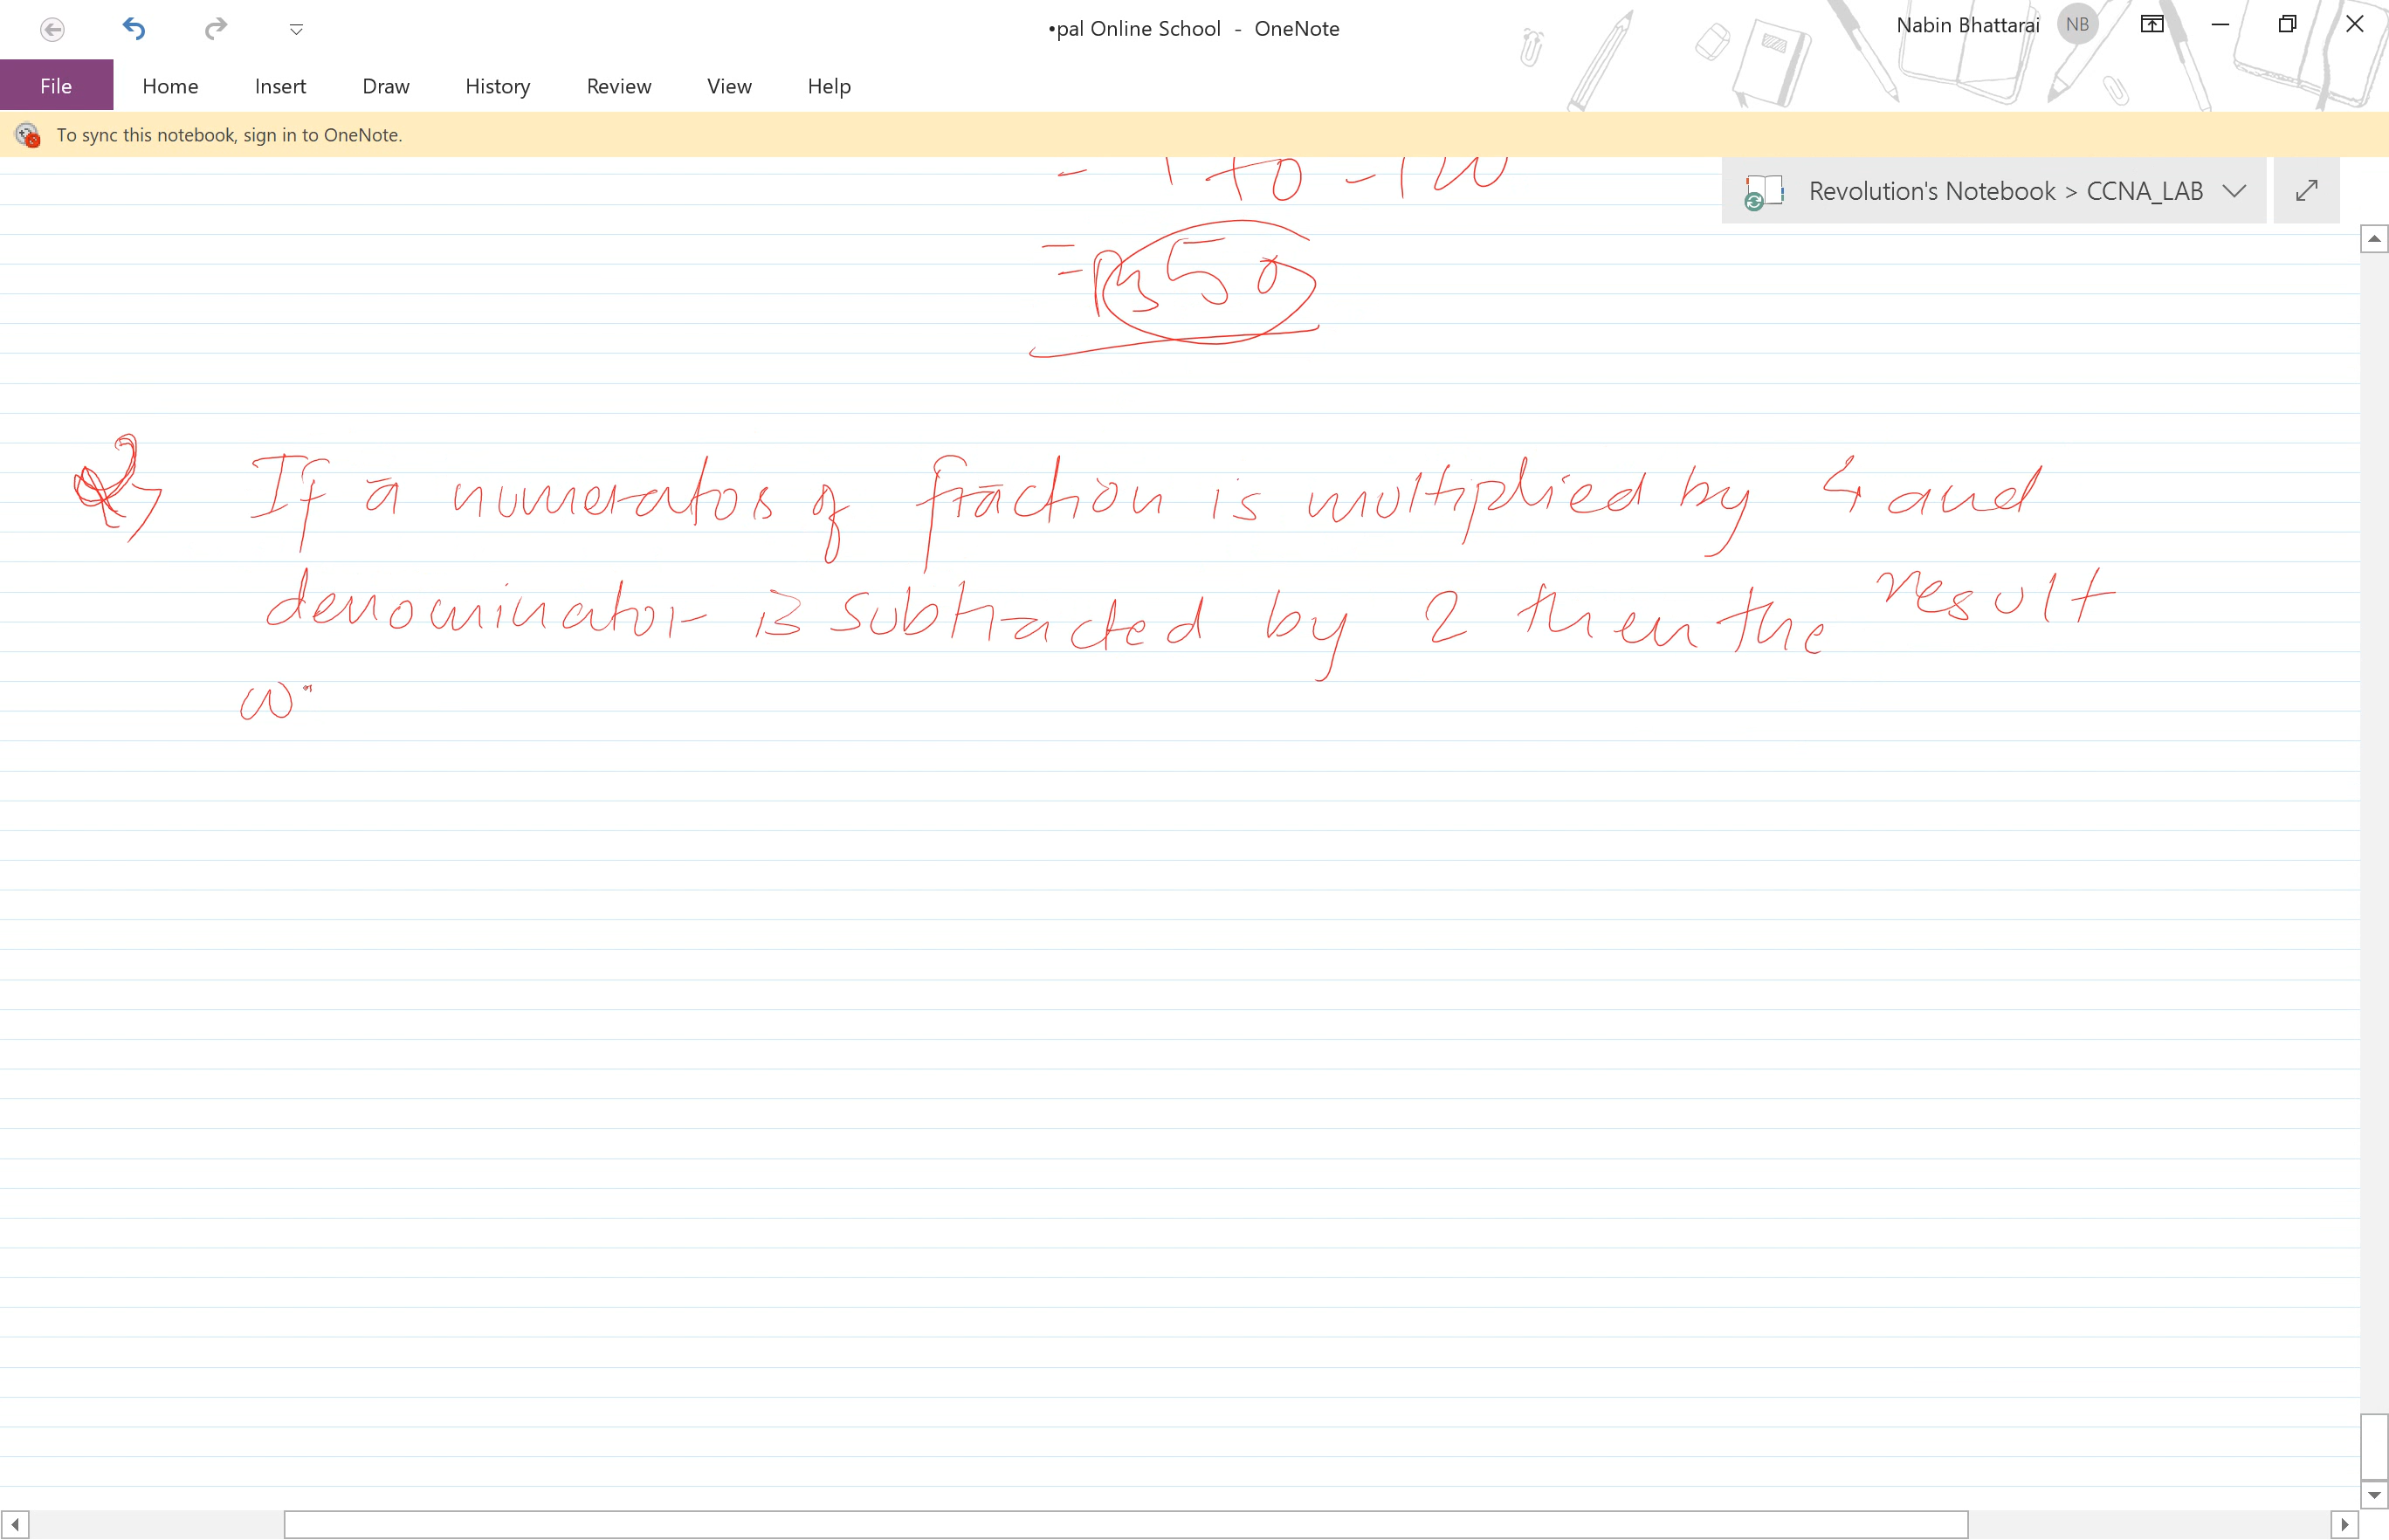 •pal Online School - OneNote
Nabin Bhattarai NB
File Home Insert Draw History Review View Help
To sync this notebook, sign in to OneNote.
Revolution's Notebook > CCNA_LAB
= Rs 50
Q) If a numerator of fraction is multiplied by 4 and
denominator is subtracted by 2 then the result